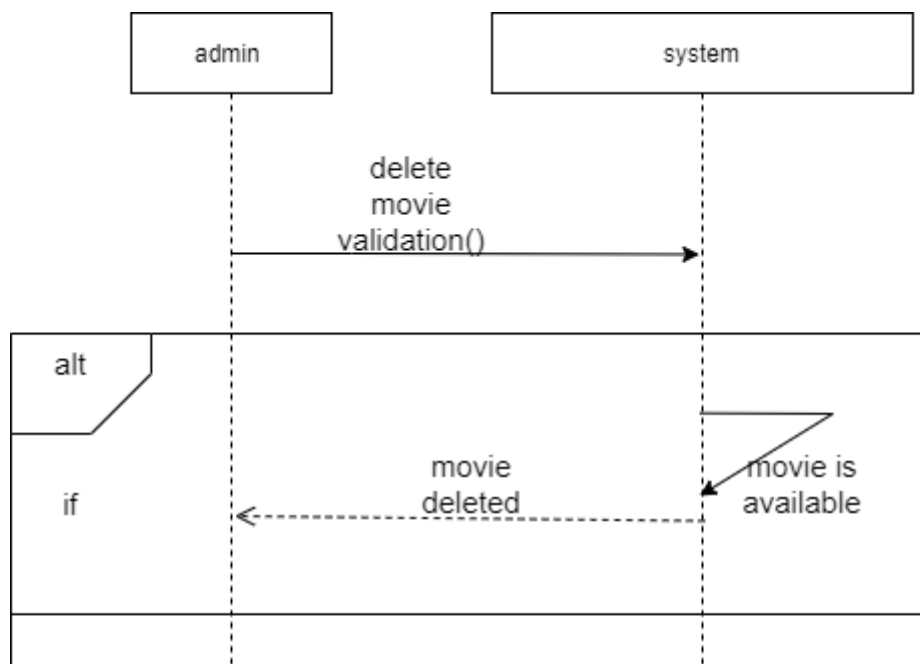 admin
system
delete
movie
validation()
alt
if
movie
deleted
movie is
available